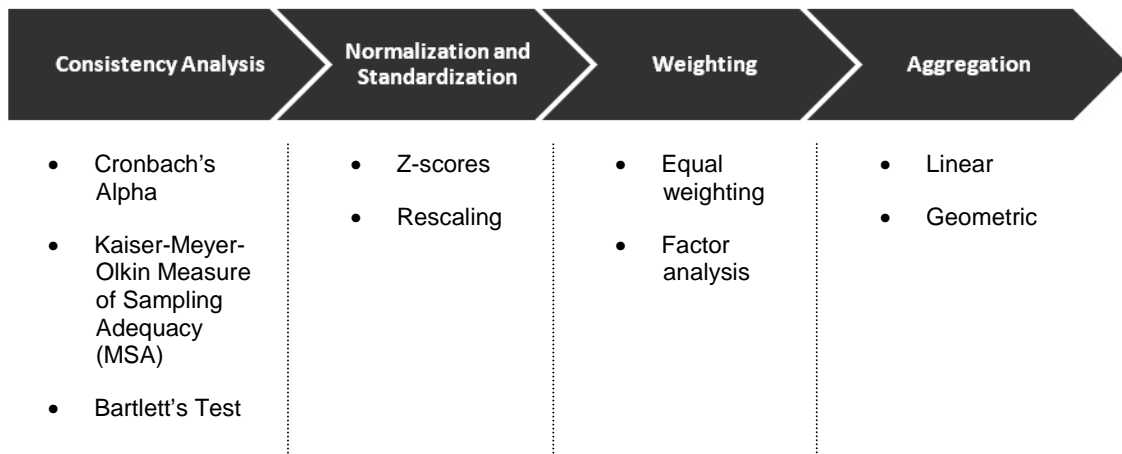 Consistency Analysis
Normalization and
Standardization
Weighting
Aggregation
• Cronbach’s
Alpha
• Kaiser-Meyer-
Olkin Measure
of Sampling
Adequacy
(MSA)
• Bartlett’s Test
• Z-scores
• Rescaling
• Equal
weighting
• Factor
analysis
• Linear
• Geometric